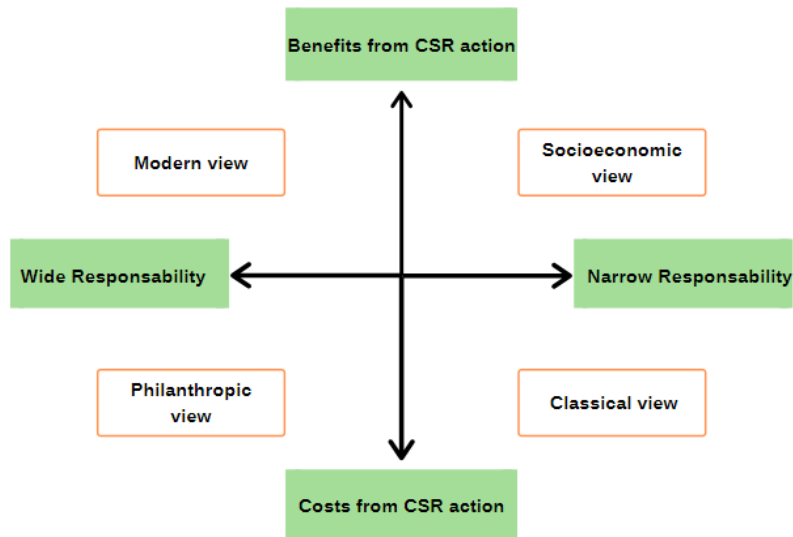 Benefits from CSR action
Modern view
Socioeconomic
view
Wide Responsability
Narrow Responsability
Philanthropic
view
Classical view
Costs from CSR action